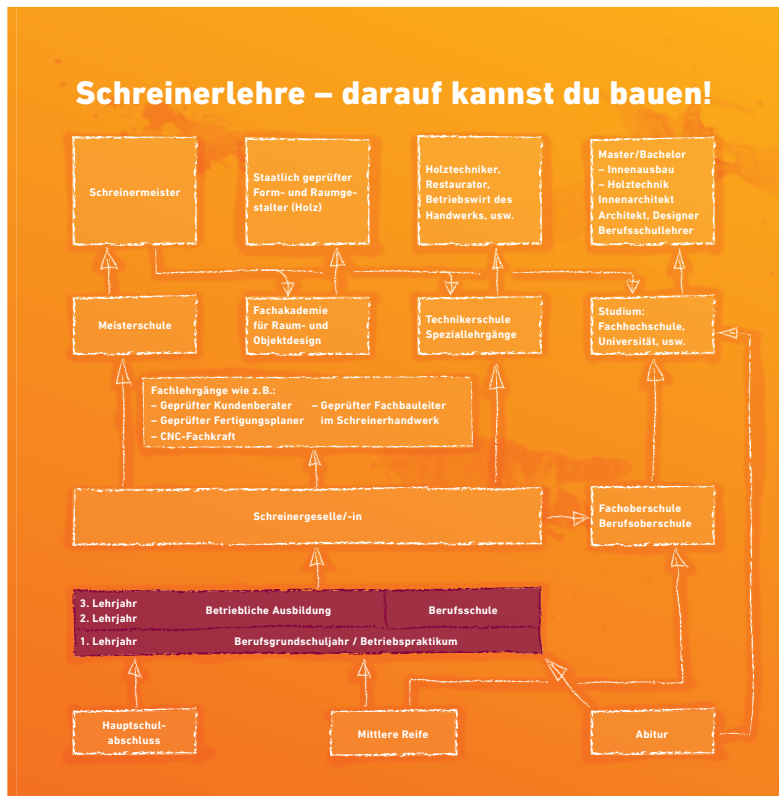 Schreinerlehre – darauf kannst du bauen!
Schreinermeister
Staatlich geprüfter
Form- und Raumge-
stalter (Holz)
Holztechniker,
Restaurator,
Betriebswirt des
Handwerks, usw.
Master/Bachelor
– Innenausbau
– Holztechnik
Innenarchitekt
Architekt, Designer
Berufsschullehrer
Meisterschule
Fachakademie
für Raum- und
Objektdesign
Technikerschule
Speziallehrgänge
Studium:
Fachhochschule,
Universität, usw.
Fachlehrgänge wie z.B.:
– Geprüfter Kundenberater
– Geprüfter Fertigungsplaner
– CNC-Fachkraft
– Geprüfter Fachbauleiter
im Schreinerhandwerk
Schreinergeselle/-in
Fachoberschule
Berufsoberschule
3. Lehrjahr
2. Lehrjahr
Betriebliche Ausbildung
Berufsschule
1. Lehrjahr
Berufsgrundschuljahr / Betriebspraktikum
Hauptschul-
abschluss
Mittlere Reife
Abitur